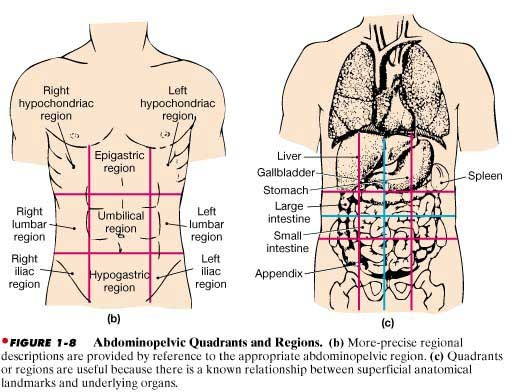 Right
hypochondriac
region
Left
hypochondriac
region
Epigastric
region
Umbilical
region
Right
lumbar
region
Left
lumbar
region
Right
iliac
region
Hypogastric
region
Left
iliac
region
(b)
Liver
Gallbladder
Stomach
Large
intestine
Small
intestine
Appendix
Spleen
(c)
•FIGURE 1-8 Abdominopelvic Quadrants and Regions. (b) More-precise regional
descriptions are provided by reference to the appropriate abdominopelvic region. (c) Quadrants
or regions are useful because there is a known relationship between superficial anatomical
landmarks and underlying organs.